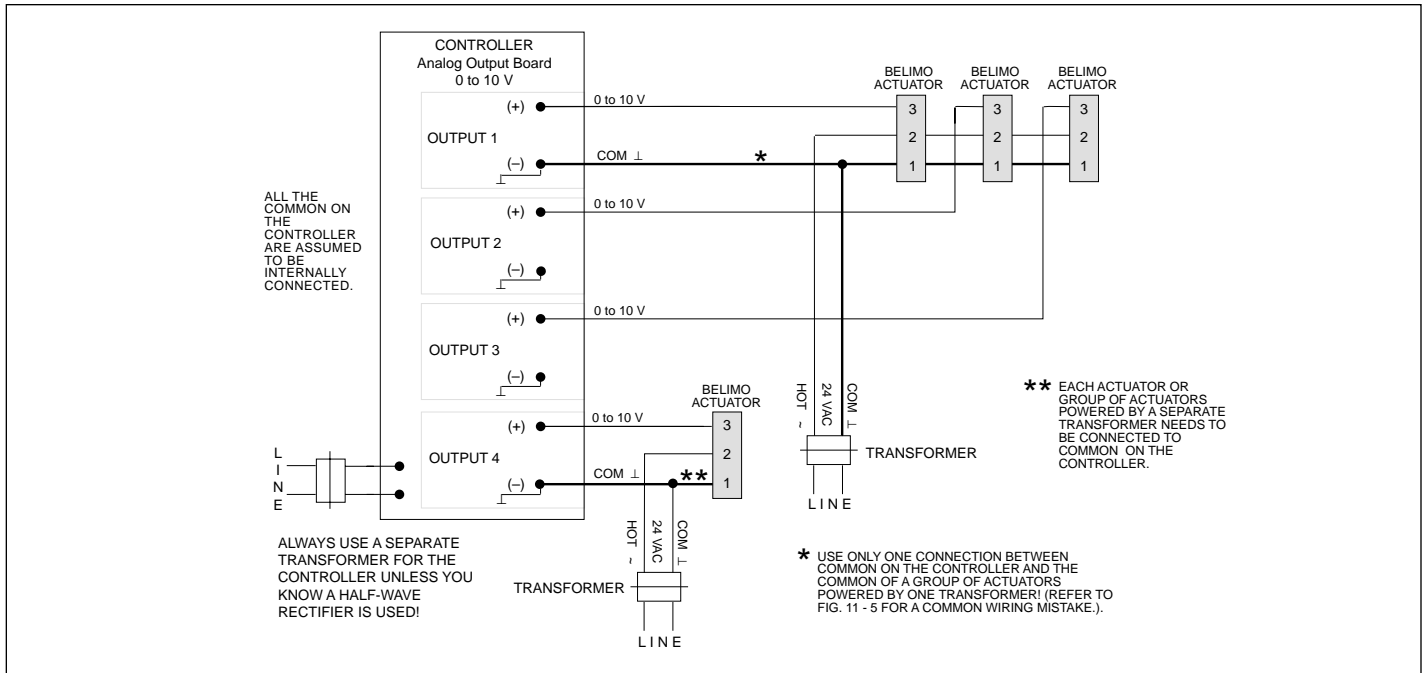 CONTROLLER
Analog Output Board
0 to 10 V
(+)
0 to 10 V
OUTPUT 1
(–)
COM ⊥
*
BELIMO
ACTUATOR
3
2
1
BELIMO
ACTUATOR
3
2
1
BELIMO
ACTUATOR
3
2
1
ALL THE
COMMON ON
THE
CONTROLLER
ARE ASSUMED
TO BE
INTERNALLY
CONNECTED.
(+)
0 to 10 V
OUTPUT 2
(–)
(+)
0 to 10 V
OUTPUT 3
(–)
(+)
0 to 10 V
OUTPUT 4
(–)
COM ⊥
**
BELIMO
ACTUATOR
3
2
1
HOT ~
24 VAC
COM ⊥
TRANSFORMER
LINE
** EACH ACTUATOR OR
GROUP OF ACTUATORS
POWERED BY A SEPARATE
TRANSFORMER NEEDS TO
BE CONNECTED TO
COMMON ON THE
CONTROLLER.
LINE
ALWAYS USE A SEPARATE
TRANSFORMER FOR THE
CONTROLLER UNLESS YOU
KNOW A HALF-WAVE
RECTIFIER IS USED!
HOT ~
24 VAC
COM ⊥
TRANSFORMER
LINE
* USE ONLY ONE CONNECTION BETWEEN
COMMON ON THE CONTROLLER AND THE
COMMON OF A GROUP OF ACTUATORS
POWERED BY ONE TRANSFORMER! (REFER TO
FIG. 11 - 5 FOR A COMMON WIRING MISTAKE.).